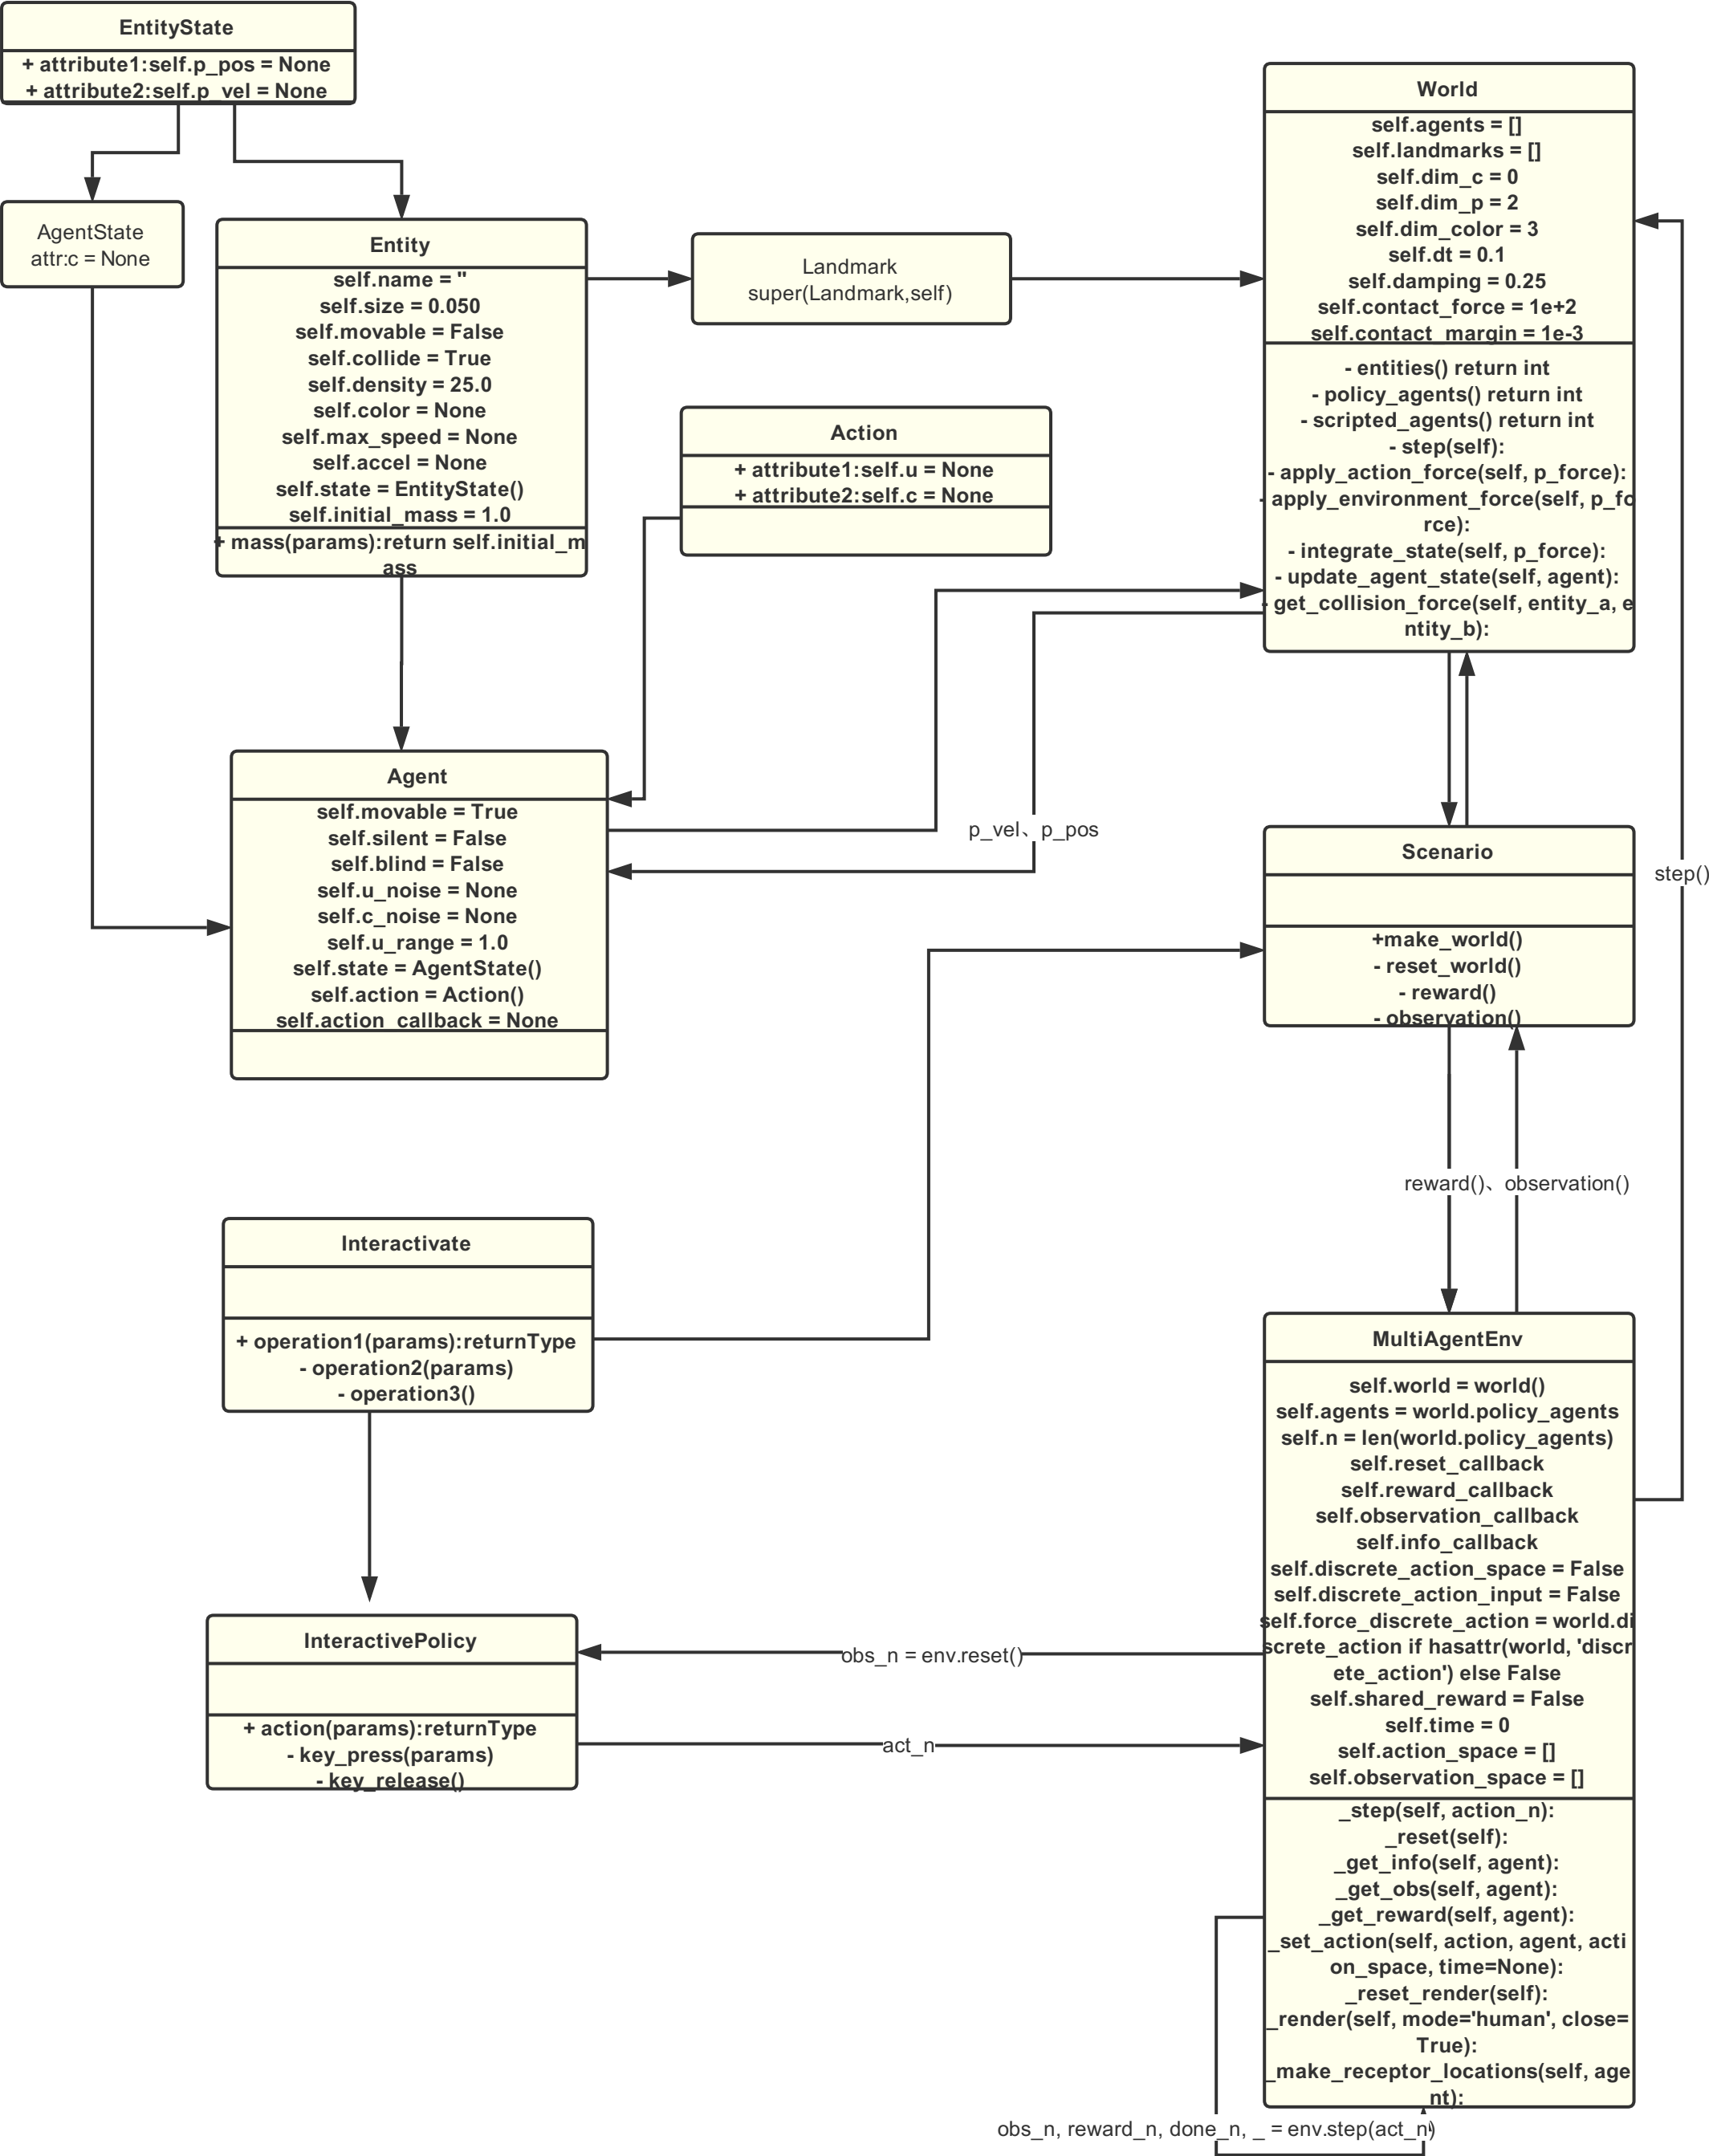 EntityState
+ attribute1:self.p_pos = None
+ attribute2:self.p_vel = None
AgentState
attr:c = None
Entity
self.name = "
self.size = 0.050
self.movable = False
self.collide = True
self.density = 25.0
self.color = None
self.max_speed = None
self.accel = None
self.state = EntityState()
self.initial_mass = 1.0
+ mass(params):return self.initial_m
ass
Landmark
super(Landmark,self)
World
self.agents = []
self.landmarks = []
self.dim_c = 0
self.dim_p = 2
self.dim_color = 3
self.dt = 0.1
self.damping = 0.25
self.contact_force = 1e+2
self.contact_margin = 1e-3
- entities() return int
- policy_agents() return int
- scripted_agents() return int
- step(self):
- apply_action_force(self, p_force):
- apply_environment_force(self, p_fo
rce):
- integrate_state(self, p_force):
- update_agent_state(self, agent):
- get_collision_force(self, entity_a, e
ntity_b):
Action
+ attribute1:self.u = None
+ attribute2:self.c = None
Agent
self.movable = True
self.silent = False
self.blind = False
self.u_noise = None
self.c_noise = None
self.u_range = 1.0
self.state = AgentState()
self.action = Action()
self.action_callback = None
p_vel、p_pos
Scenario
+make_world()
- reset_world()
- reward()
- observation()
step()
reward()、observation()
Interactivate
+ operation1(params):returnType
- operation2(params)
- operation3()
InteractivePolicy
+ action(params):returnType
- key_press(params)
- key_release()
obs_n = env.reset()
act_n
MultiAgentEnv
self.world = world()
self.agents = world.policy_agents
self.n = len(world.policy_agents)
self.reset_callback
self.reward_callback
self.observation_callback
self.info_callback
self.discrete_action_space = False
self.discrete_action_input = False
self.force_discrete_action = world.di
screte_action if hasattr(world, 'discr
ete_action') else False
self.shared_reward = False
self.time = 0
self.action_space = []
self.observation_space = []
_step(self, action_n):
_reset(self):
_get_info(self, agent):
_get_obs(self, agent):
_get_reward(self, agent):
_set_action(self, action, agent, acti
on_space, time=None):
_reset_render(self):
_render(self, mode='human', close=
True):
_make_receptor_locations(self, age
nt):
obs_n, reward_n, done_n, _ = env.step(act_n)